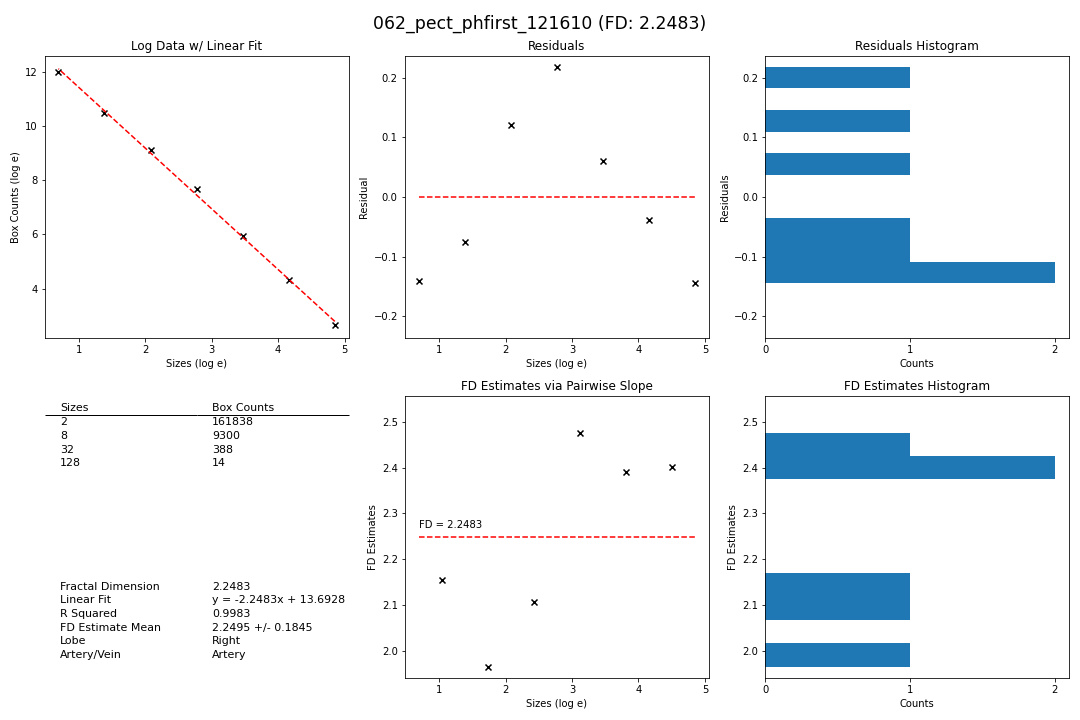 062_pect_phfirst_121610 (FD: 2.2483)
Log Data w/ Linear Fit
Box Counts (log e)
12
10
8
6
4
1 2 3 4 5
Sizes (log e)
Residuals
Residual
0.2
0.1
0.0
−0.1
−0.2
1 2 3 4 5
Sizes (log e)
Residuals Histogram
Residuals
0.2
0.1
0.0
−0.1
−0.2
0 1 2
Counts
Sizes Box Counts
2 161838
8 9300
32 388
128 14
Fractal Dimension 2.2483
Linear Fit y = -2.2483x + 13.6928
R Squared 0.9983
FD Estimate Mean 2.2495 +/- 0.1845
Lobe Right
Artery/Vein Artery
FD Estimates via Pairwise Slope
FD Estimates
2.5
2.4
2.3
2.2
2.1
2.0
FD = 2.2483
1 2 3 4 5
Sizes (log e)
FD Estimates Histogram
FD Estimates
2.5
2.4
2.3
2.2
2.1
2.0
0 1 2
Counts